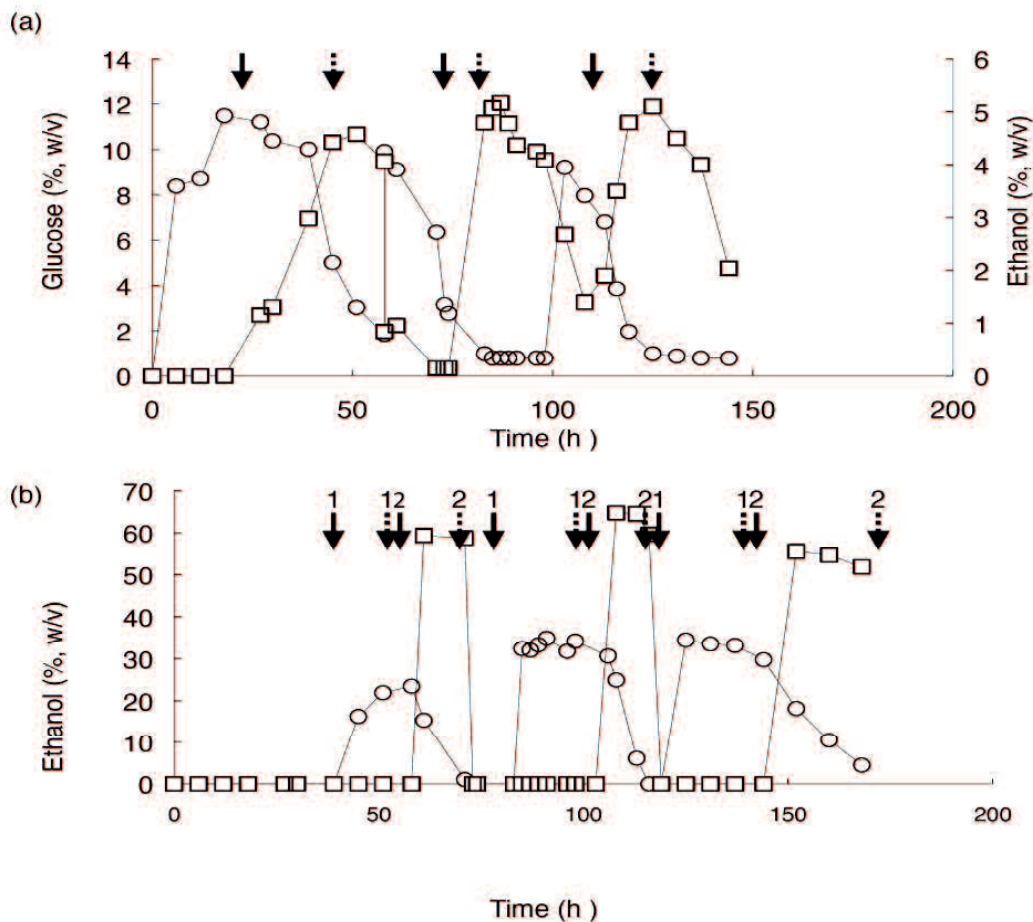 (a)
14 12 10 8 6 4 2 0
Glucose (%, w/v)
6 5 4 3 2 1 0
Ethanol (%, w/v)
0 50 100 150 200
Time (h )
(b)
70 60 50 40 30 20 10 0
Ethanol (%, w/v)
1 12 2 1 12 21 12 2
0 50 100 150 200
Time (h )